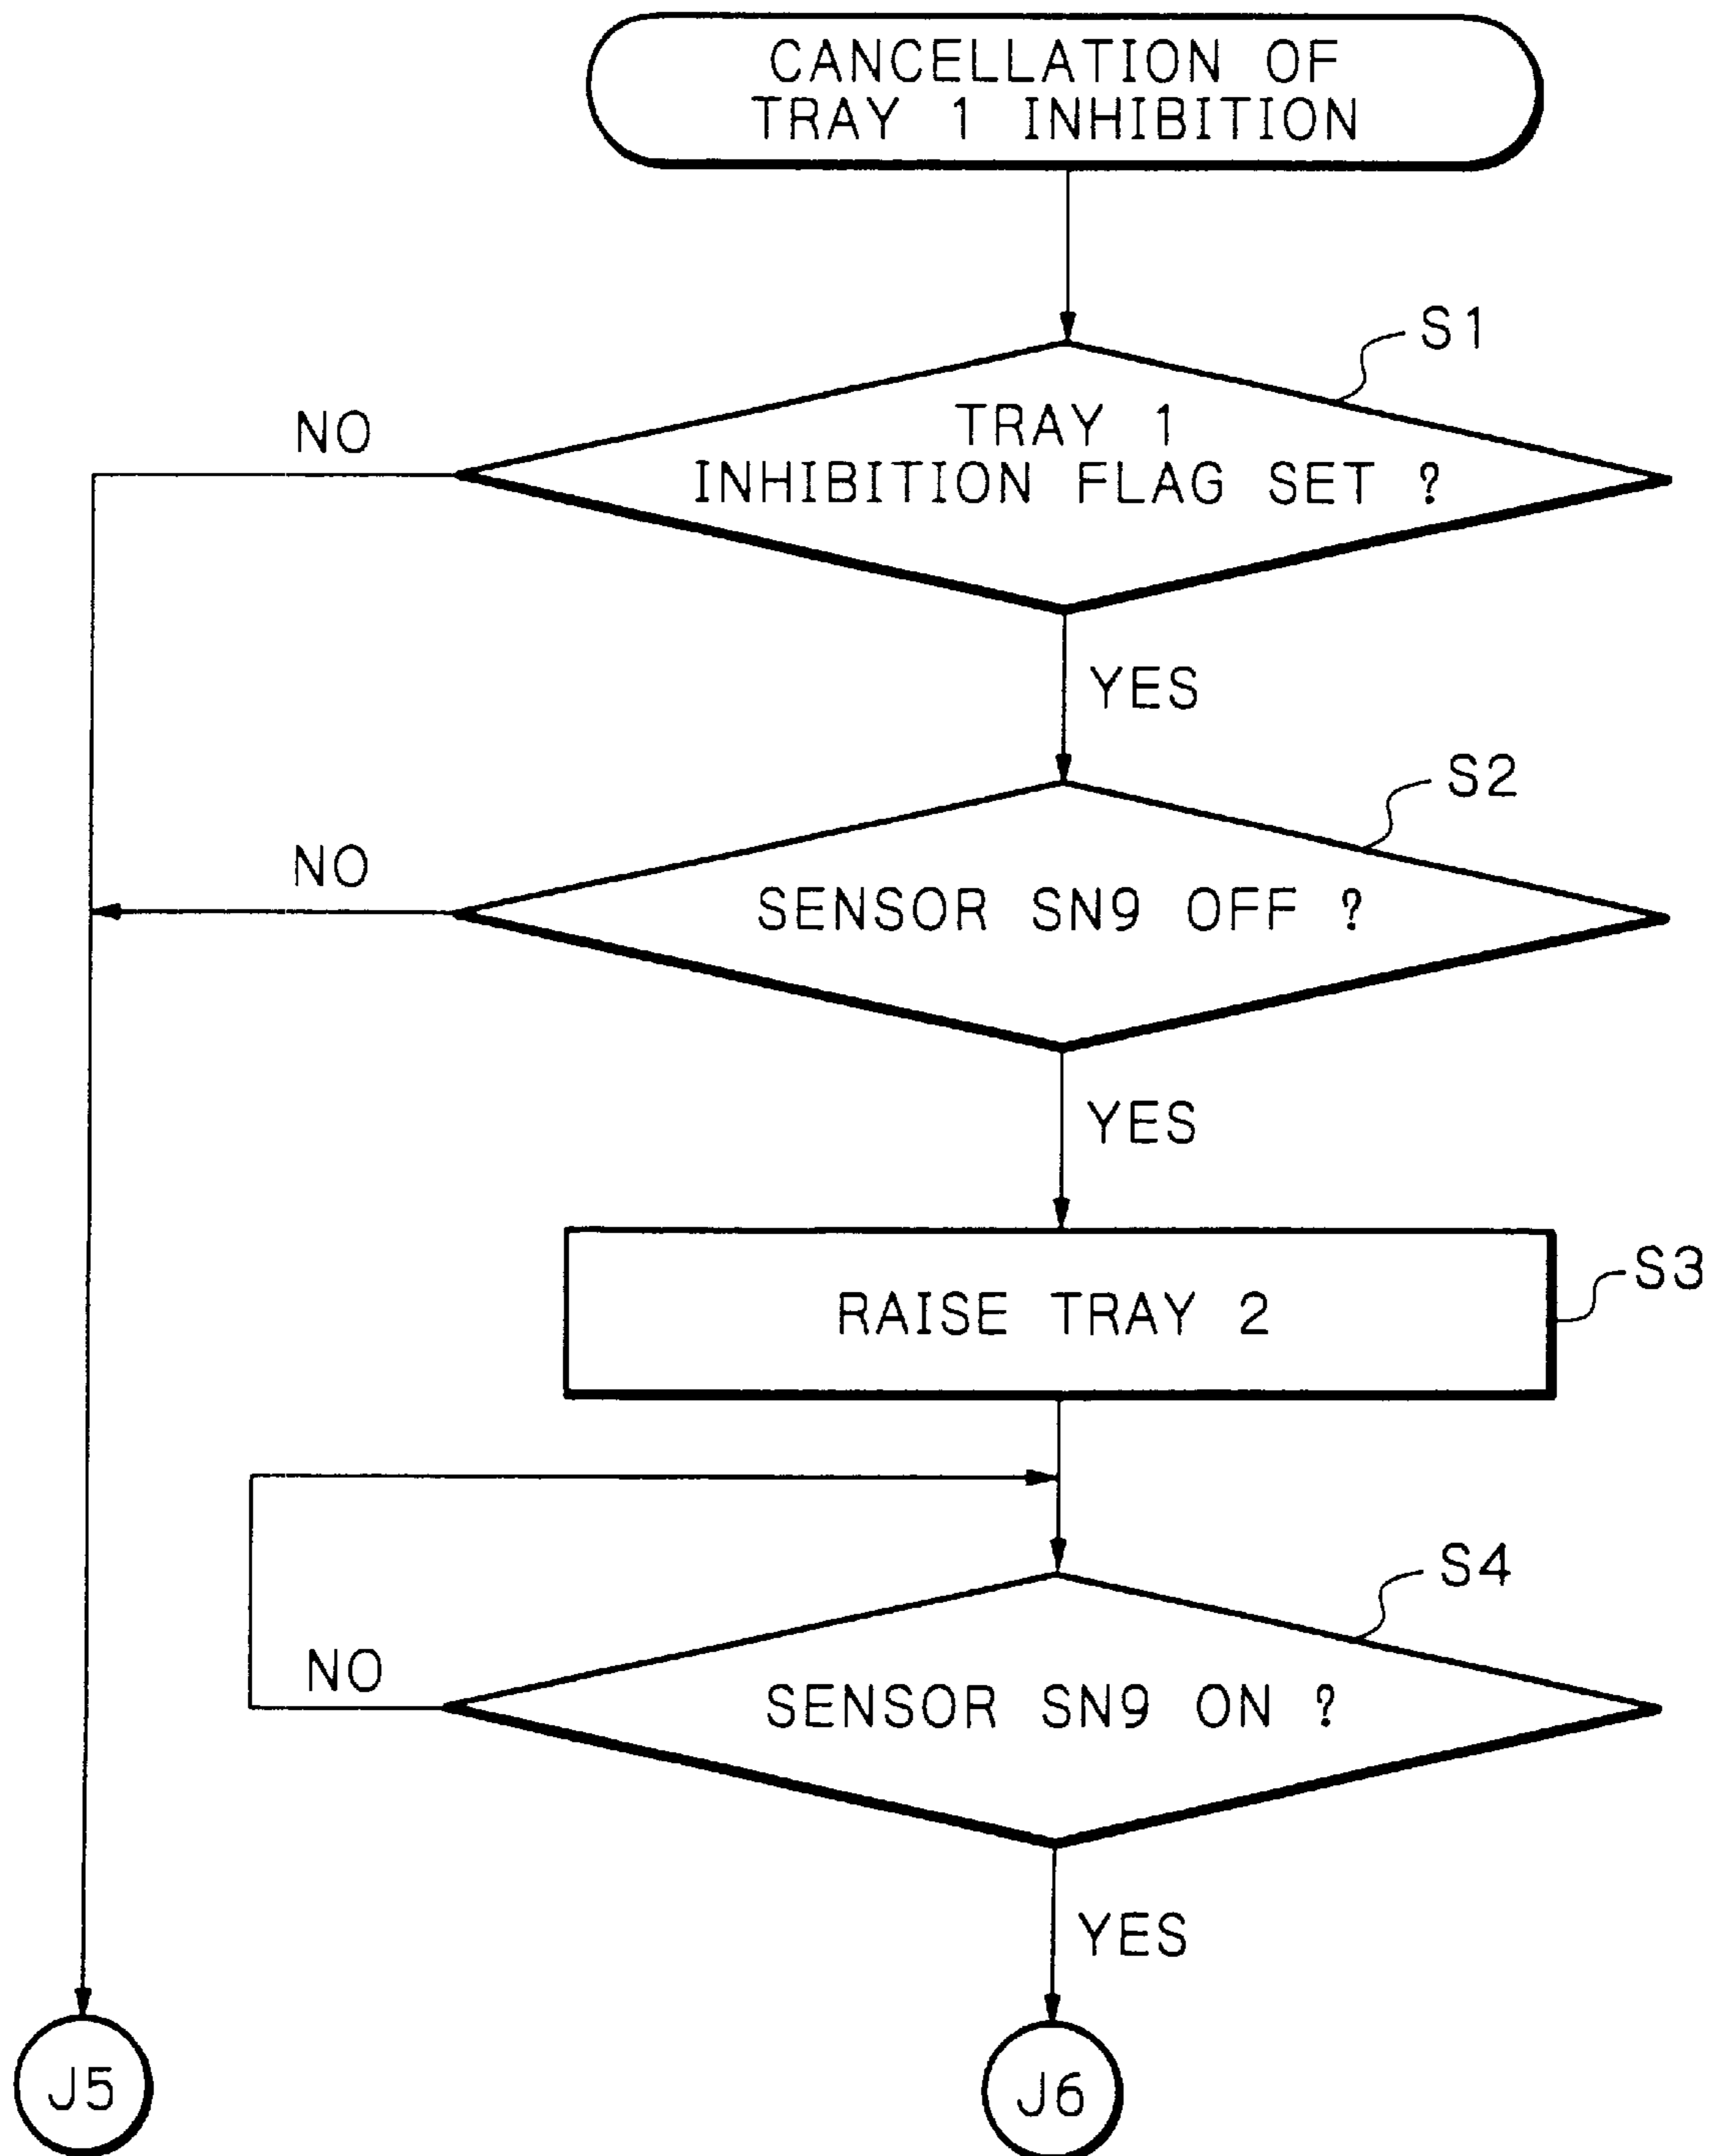 CANCELLATION OF
TRAY 1 INHIBITION
S1
NO
TRAY 1
INHIBITION FLAG SET ?
YES
S2
NO
SENSOR SN9 OFF ?
YES
S3
RAISE TRAY 2
S4
NO
SENSOR SN9 ON ?
YES
J5
J6